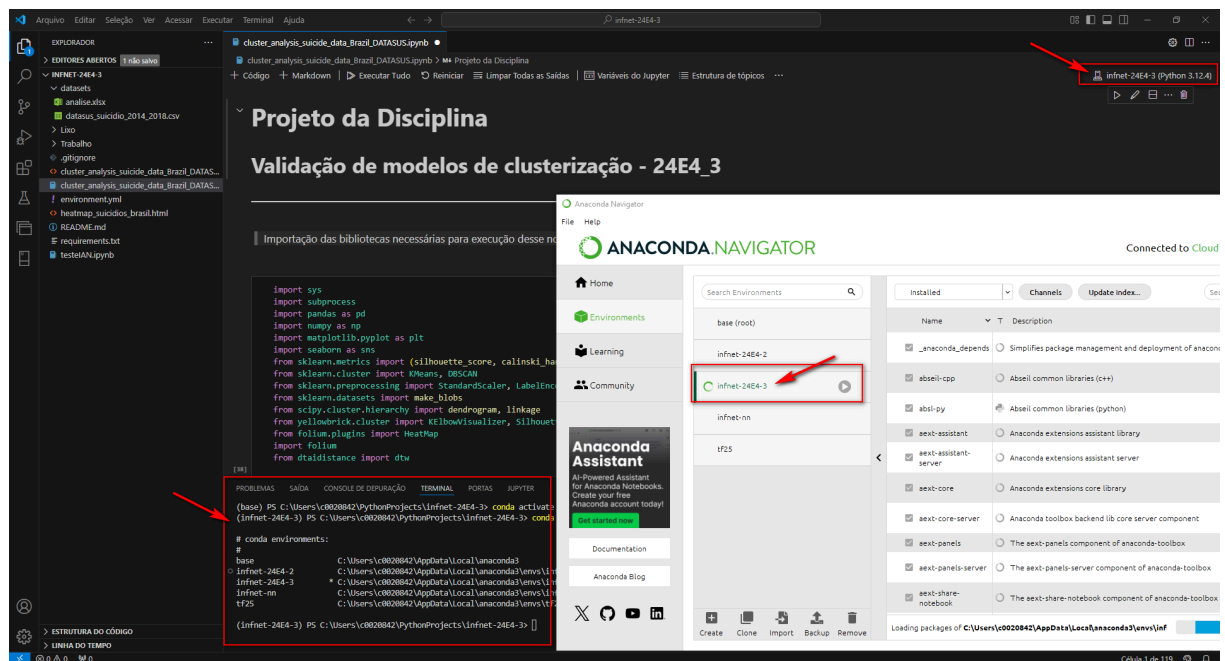 Arquivo Editar Seleção Ver Acessar Executar Terminal Ajuda
infnet-24E4-3
EXPLORADOR
EDITORES ABERTOS 1 não salvo
INFNET-24E4-3
datasets
analise.xlsx
datasus_suicidio_2014_2018.csv
Lixo
Trabalho
.gitignore
cluster_analysis_suicide_data_Brazil_DATAS...
cluster_analysis_suicide_data_Brazil_DATAS...
environment.yml
heatmap_suicidios_brasil.html
README.md
requirements.txt
testeIAN.ipynb
ESTRUTURA DO CÓDIGO
LINHA DO TEMPO
cluster_analysis_suicide_data_Brazil_DATASUS.ipynb
cluster_analysis_suicide_data_Brazil_DATASUS.ipynb > Projeto da Disciplina
+ Código + Markdown Executar Tudo Reiniciar Limpar Todas as Saídas Variáveis do Jupyter Estrutura de tópicos ...
infnet-24E4-3 (Python 3.12.4)
Projeto da Disciplina
Validação de modelos de clusterização - 24E4_3
Importação das bibliotecas necessárias para execução desse no
import sys
import subprocess
import pandas as pd
import numpy as np
import matplotlib.pyplot as plt
import seaborn as sns
from sklearn.metrics import (silhouette_score, calinski_ha
from sklearn.cluster import KMeans, DBSCAN
from sklearn.preprocessing import StandardScaler, LabelEnc
from sklearn.datasets import make_blobs
from scipy.cluster.hierarchy import dendrogram, linkage
from yellowbrick.cluster import KElbowVisualizer, Silhouet
from folium.plugins import HeatMap
import folium
from dtaidistance import dtw
[38]
PROBLEMAS SAÍDA CONSOLE DE DEPURAÇÃO TERMINAL PORTAS JUPYTER
(base) PS C:\Users\c0020842\PythonProjects\infnet-24E4-3> conda activate
(infnet-24E4-3) PS C:\Users\c0020842\PythonProjects\infnet-24E4-3> conda
# conda environments:
#
base C:\Users\c0020842\AppData\Local\anaconda3
infnet-24E4-2 C:\Users\c0020842\AppData\Local\anaconda3\envs\in
infnet-24E4-3 * C:\Users\c0020842\AppData\Local\anaconda3\envs\in
infnet-nn C:\Users\c0020842\AppData\Local\anaconda3\envs\in
tf25 C:\Users\c0020842\AppData\Local\anaconda3\envs\tf2
(infnet-24E4-3) PS C:\Users\c0020842\PythonProjects\infnet-24E4-3>
Anaconda Navigator
File Help
ANACONDA.NAVIGATOR
Connected to Cloud
Home
Environments
Learning
Community
Anaconda
Assistant
AI-Powered Assistant
for Anaconda Notebooks.
Create your free
Anaconda account today!
Get started now
Documentation
Anaconda Blog
Search Environments
base (root)
infnet-24E4-2
infnet-24E4-3
infnet-nn
tf25
Create Clone Import Backup Remove
Installed Channels Update index... Sea
Name T Description
_anaconda_depends Simplifies package management and deployment of anacond
abseil-cpp Abseil common libraries (c++)
absl-py Abseil common libraries (python)
aext-assistant Anaconda extensions assistant library
aext-assistant-
server Anaconda extensions assistant server
aext-core Anaconda extensions core library
aext-core-server Anaconda toolbox backend lib core server component
aext-panels The aext-panels component of anaconda-toolbox
aext-panels-server The aext-panels-server component of anaconda-toolbox
aext-share-
notebook The aext-share-notebook component of anaconda-toolbox
Loading packages of C:\Users\c0020842\AppData\Local\anaconda3\envs\inf
0 0 0
Célula 1 de 119